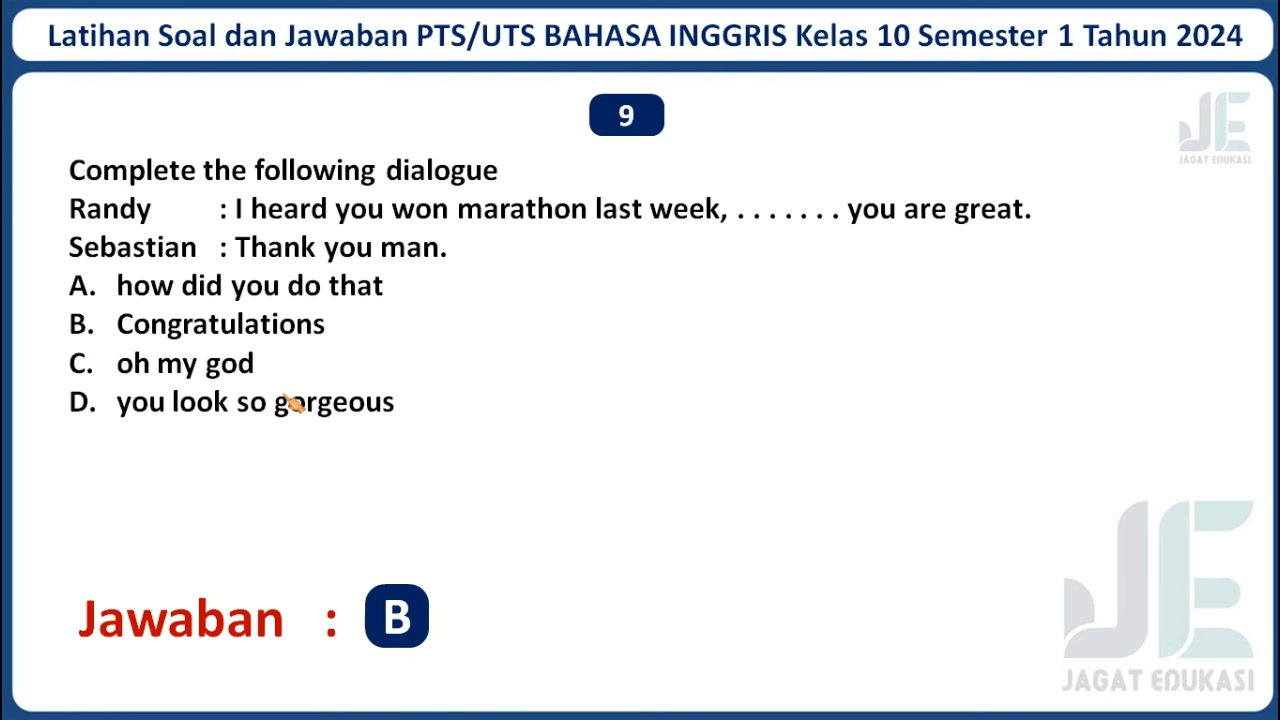 Latihan Soal dan Jawaban PTS/UTS BAHASA INGGRIS Kelas 10 Semester 1 Tahun 2024
9
JE
JAGAT EDUKASI
Complete the following dialogue
Randy : I heard you won marathon last week, . . . . . . . you are great.
Sebastian : Thank you man.
A. how did you do that
B. Congratulations
C. oh my god
D. you look so gorgeous
Jawaban : B
JE
JAGAT EDUKASI